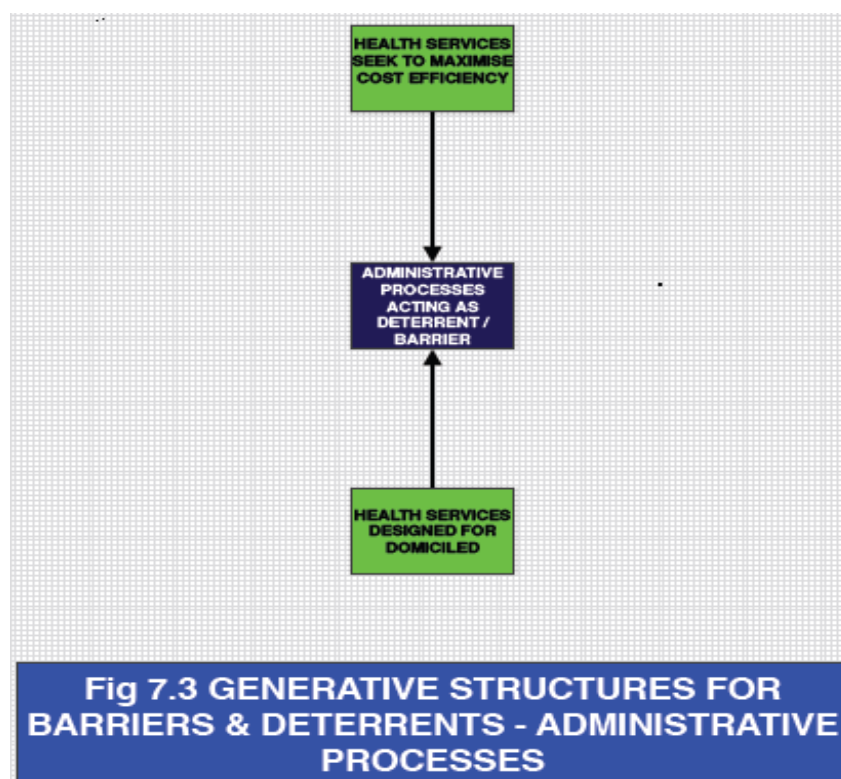 HEALTH SERVICES
SEEK TO MAXIMISE
COST EFFICIENCY
ADMINISTRATIVE
PROCESSES
ACTING AS
DETERRENT /
BARRIER
HEALTH SERVICES
DESIGNED FOR
DOMICILED
Fig 7.3 GENERATIVE STRUCTURES FOR
BARRIERS & DETERRENTS - ADMINISTRATIVE
PROCESSES